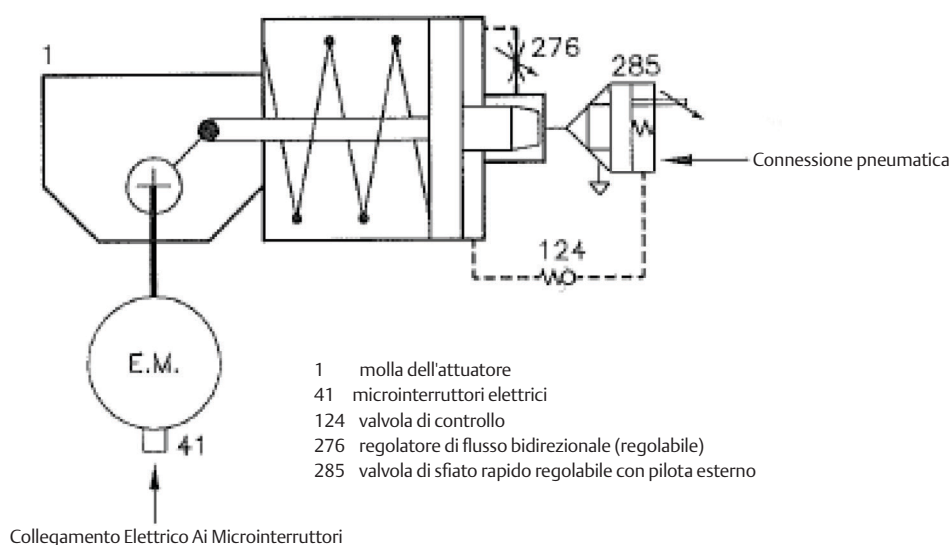 1
276
285
Connessione pneumatica
124
E.M.
41
1 molla dell'attuatore
41 microinterruttori elettrici
124 valvola di controllo
276 regolatore di flusso bidirezionale (regolabile)
285 valvola di sfiato rapido regolabile con pilota esterno
Collegamento Elettrico Ai Microinterruttori